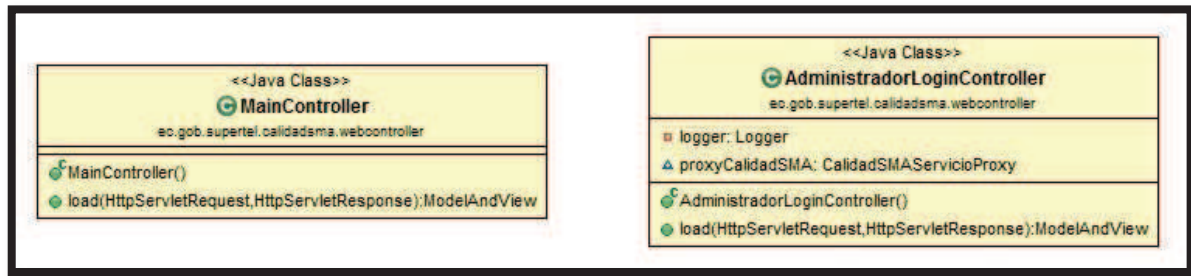 <<Java Class>>
MainController
ec.gob.supertel.calidadsma.webcontroller
MainController()
load(HttpServletRequest,HttpServletResponse):ModelAndView
<<Java Class>>
AdministradorLoginController
ec.gob.supertel.calidadsma.webcontroller
logger: Logger
proxyCalidadSMA: CalidadSMAServicioProxy
AdministradorLoginController()
load(HttpServletRequest,HttpServletResponse):ModelAndView